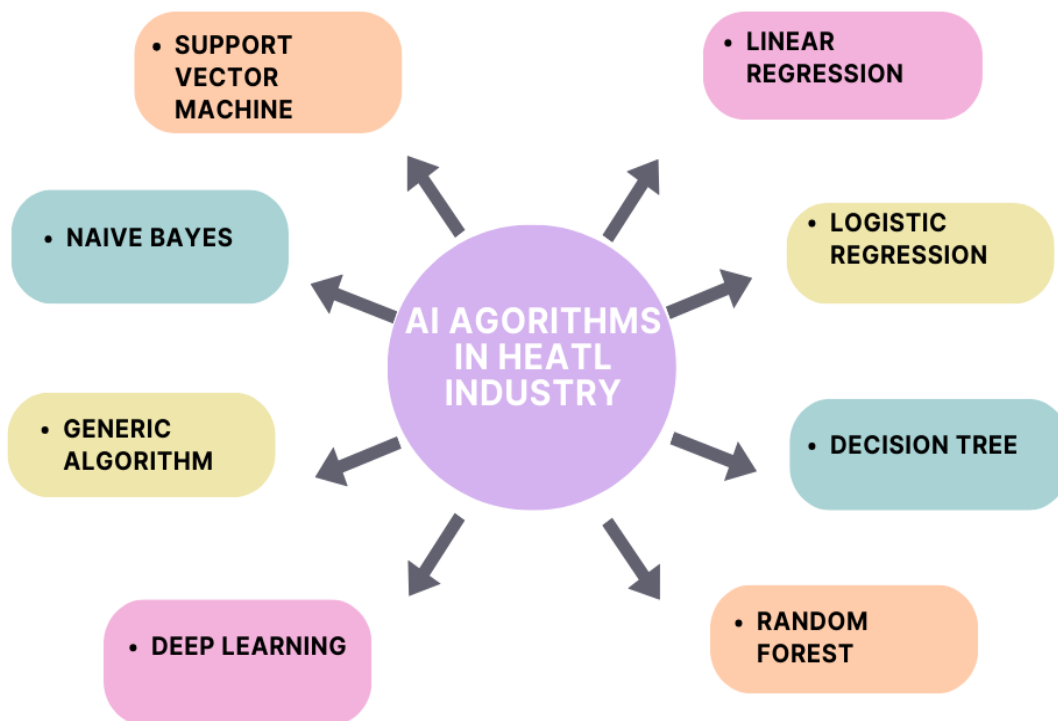 • SUPPORT
VECTOR
MACHINE
• LINEAR
REGRESSION
• NAIVE BAYES
• LOGISTIC
REGRESSION
AI AGORITHMS
IN HEATL
INDUSTRY
• GENERIC
ALGORITHM
• DECISION TREE
• DEEP LEARNING
• RANDOM
FOREST